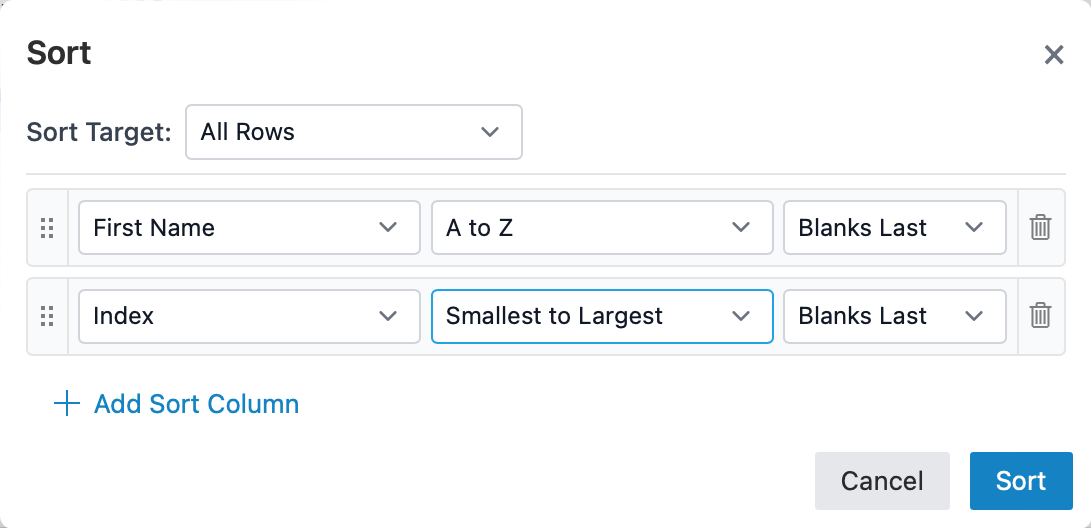 Sort
Sort Target: All Rows
First Name A to Z Blanks Last
Index Smallest to Largest Blanks Last
Add Sort Column
Cancel Sort